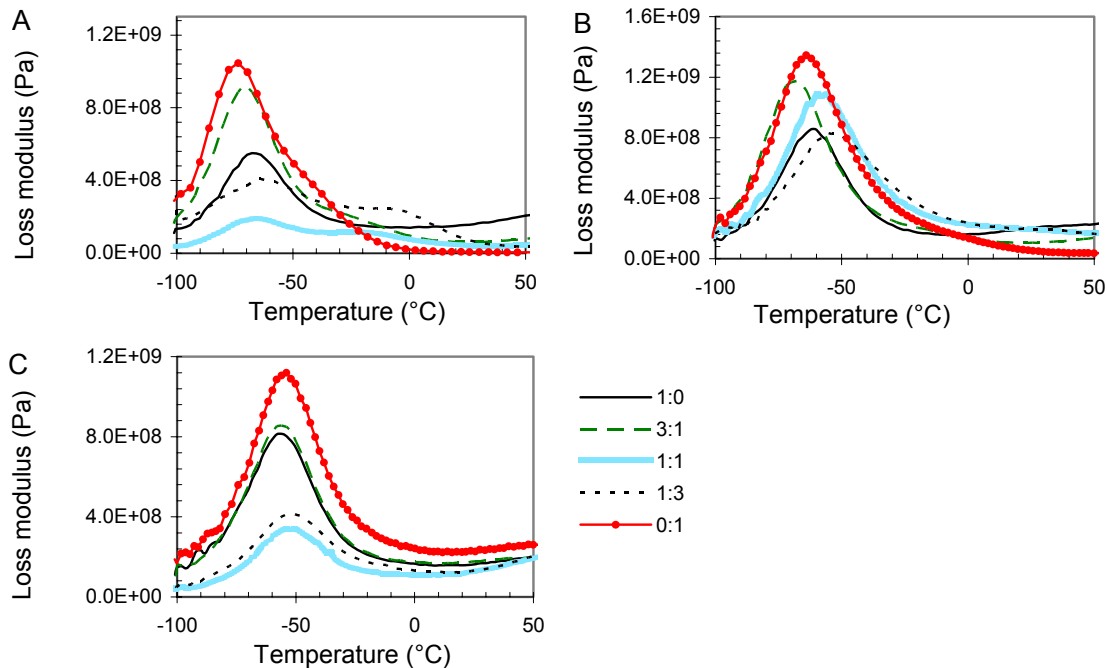 A
Loss modulus (Pa)
1.2E+09
8.0E+08
4.0E+08
0.0E+00
-100
-50
0
50
Temperature (°C)
B
Loss modulus (Pa)
1.6E+09
1.2E+09
8.0E+08
4.0E+08
0.0E+00
-100
-50
0
50
Temperature (°C)
C
Loss modulus (Pa)
1.2E+09
8.0E+08
4.0E+08
0.0E+00
-100
-50
0
50
Temperature (°C)
1:0
3:1
1:1
1:3
0:1